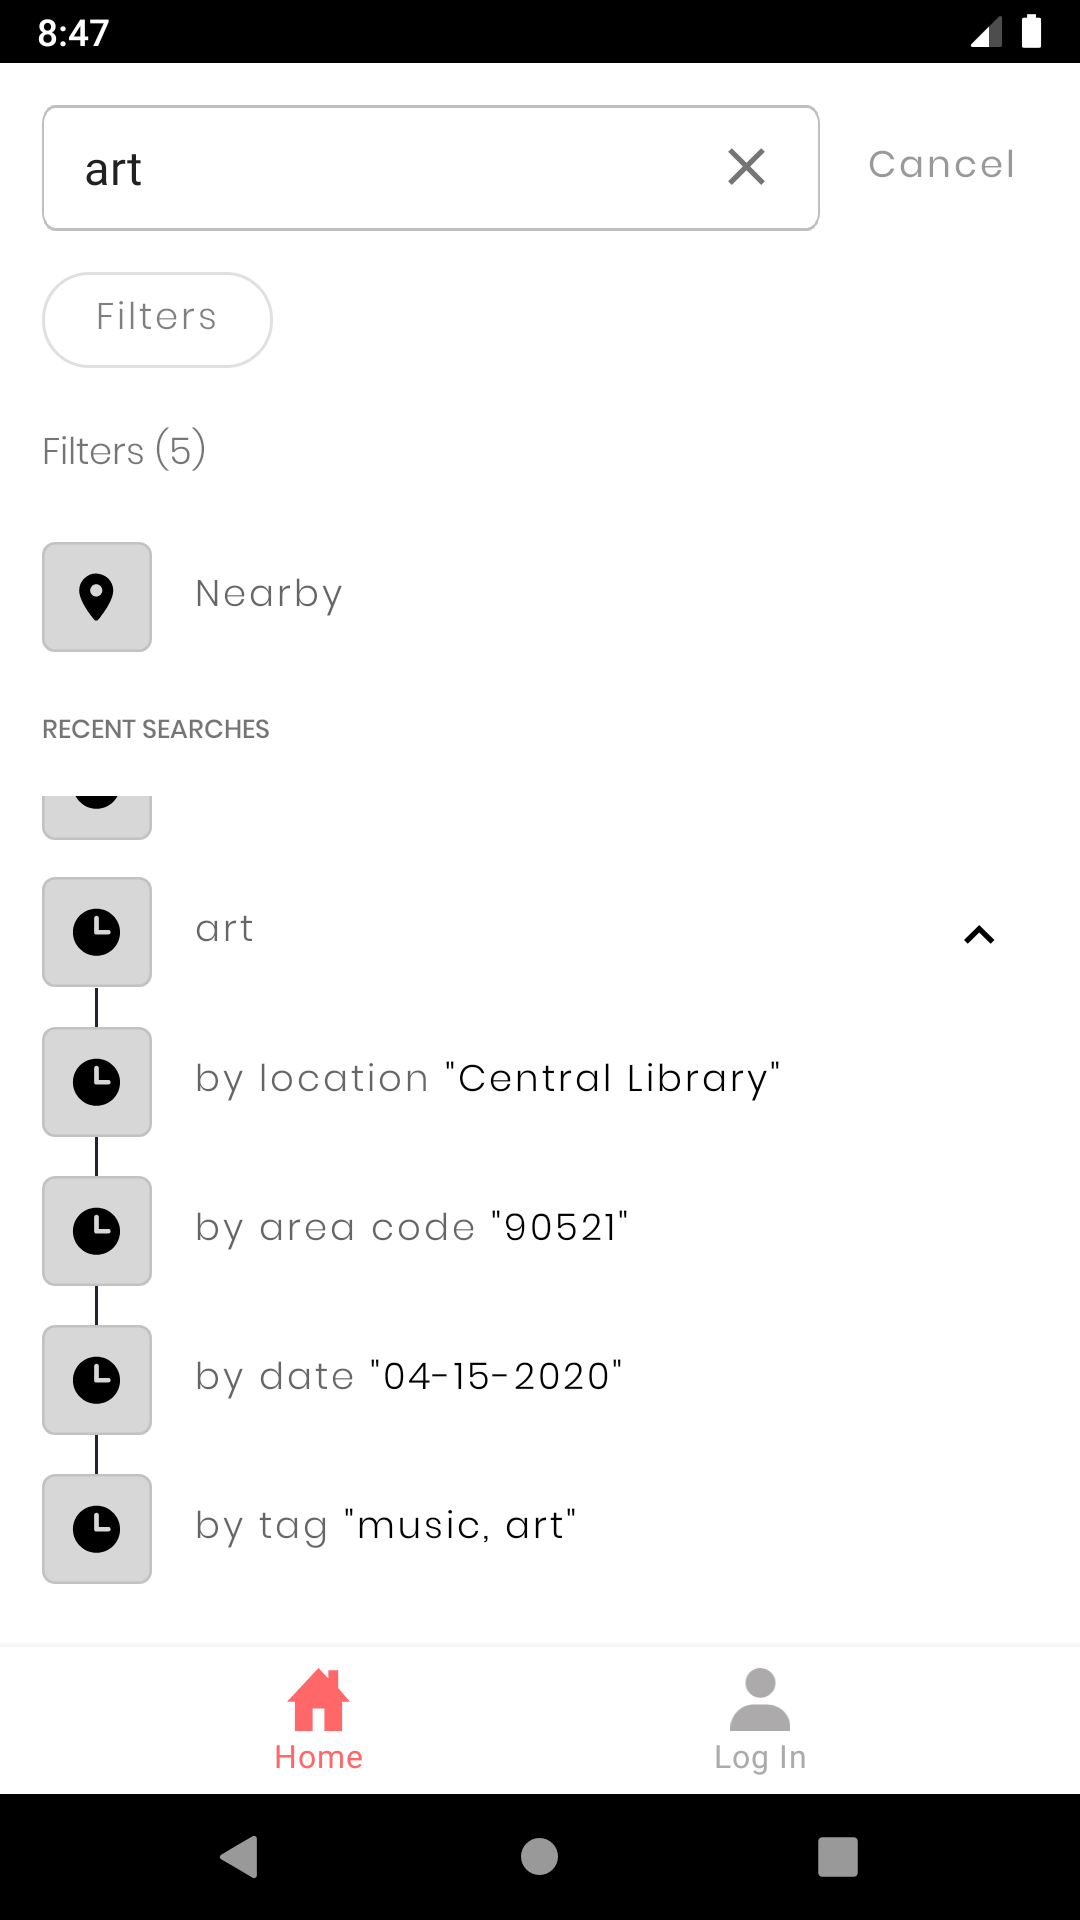 8:47
art
Cancel
Filters
Filters (5)
Nearby
RECENT SEARCHES
art
by location "Central Library"
by area code "90521"
by date "04-15-2020"
by tag "music, art"
Home
Log In